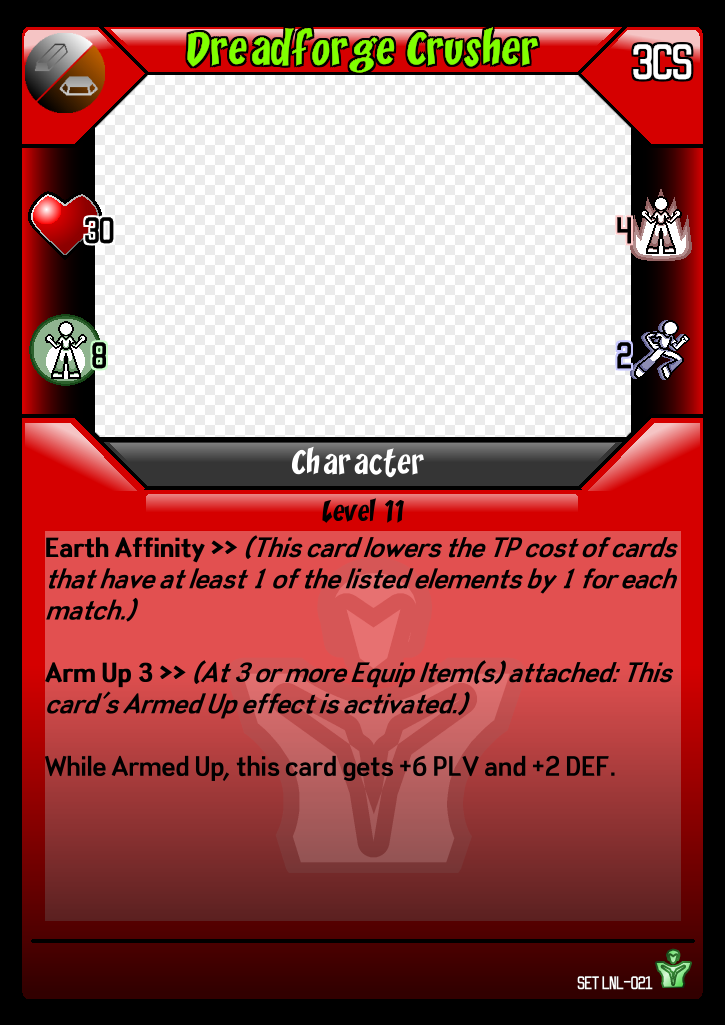 Dreadforge Crusher
3CS
30
4
8
2
Character
Level 11
Earth Affinity >> (This card lowers the TP cost of cards
that have at least 1 of the listed elements by 1 for each
match.)
Arm Up 3 >> (At 3 or more Equip Item(s) attached: This
card's Armed Up effect is activated.)
While Armed Up, this card gets +6 PLV and +2 DEF.
SET LNL-021